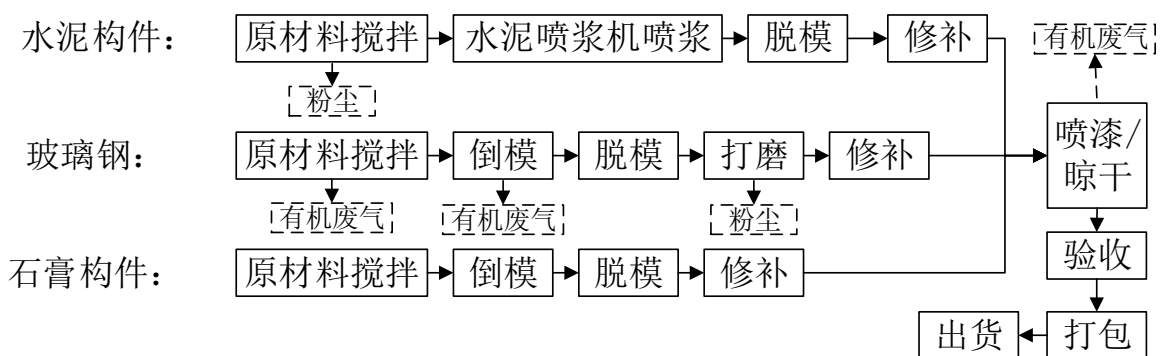 水泥构件： 原材料搅拌 水泥喷浆机喷浆 脱模 修补 有机废气
粉尘
玻璃钢： 原材料搅拌 倒模 脱模 打磨 修补 喷漆/
晾干
有机废气 有机废气 粉尘
石膏构件： 原材料搅拌 倒模 脱模 修补 验收
出货 打包